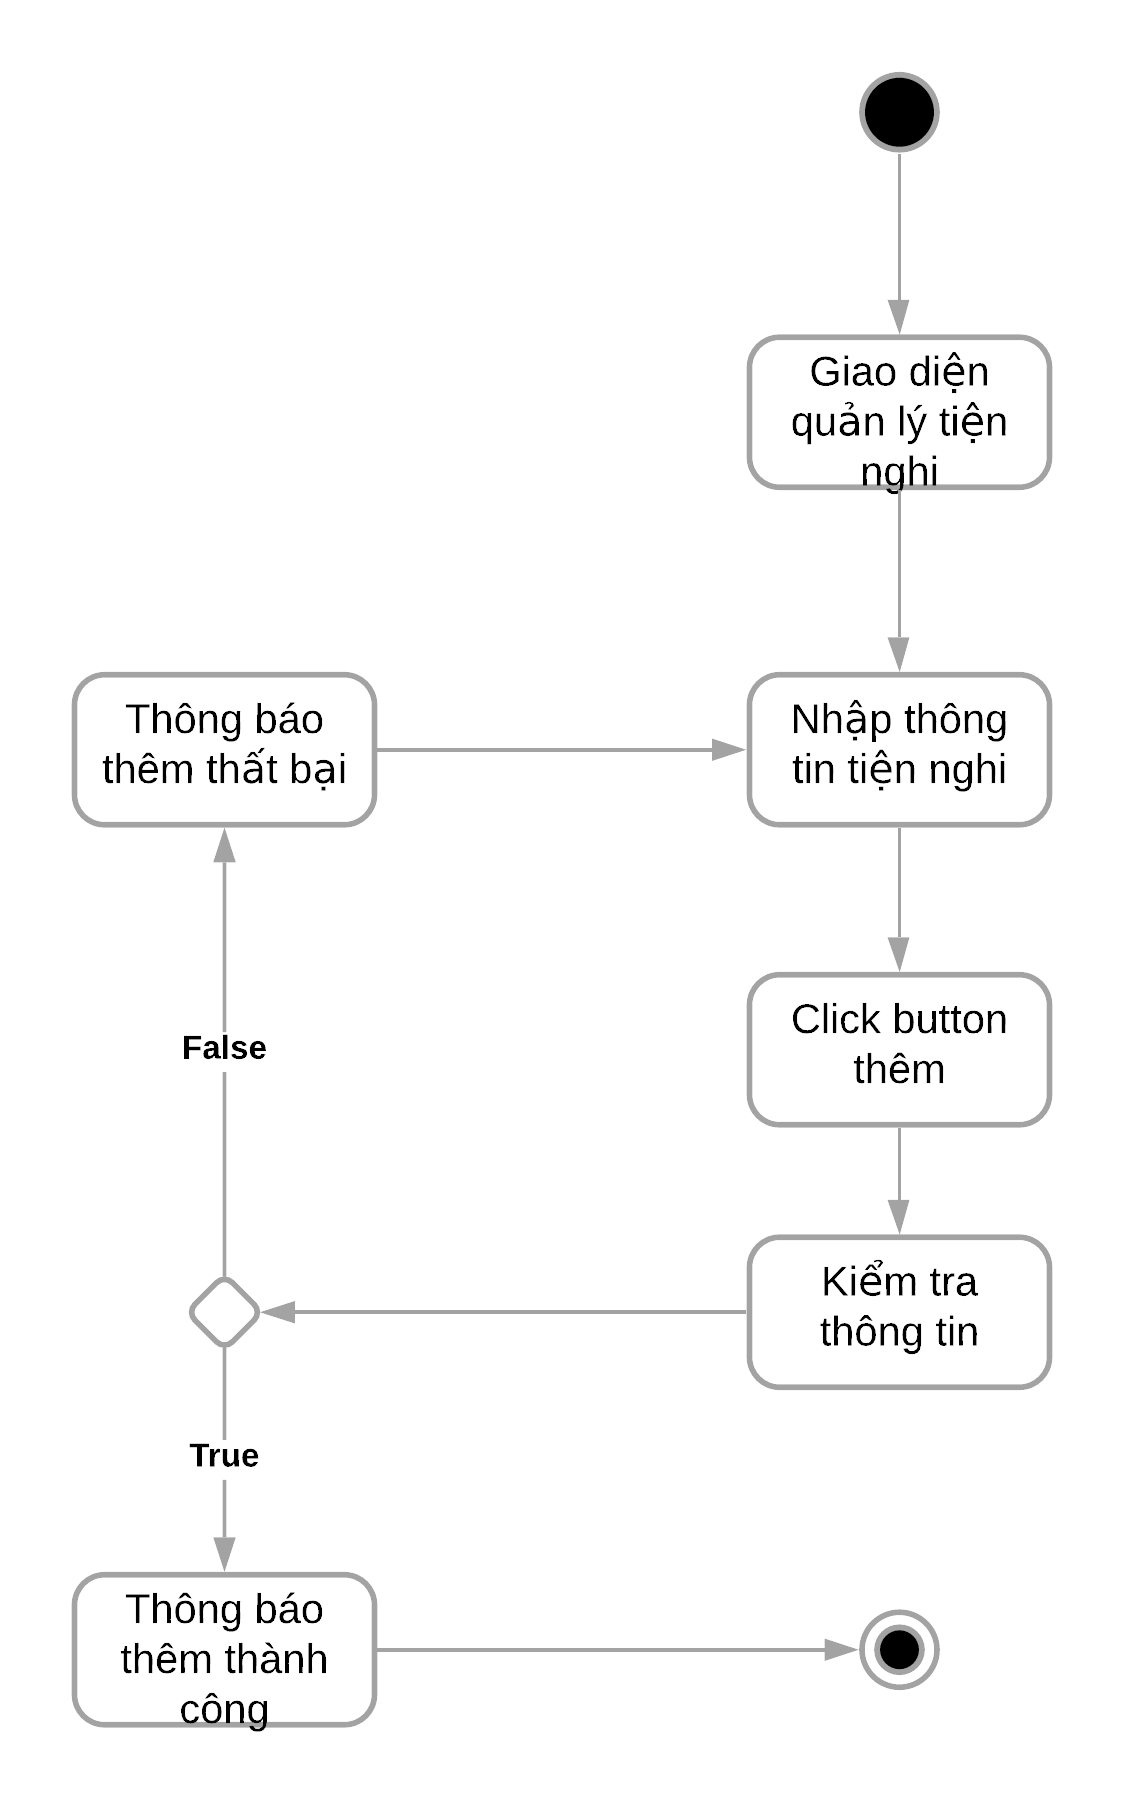 Giao diện
quản lý tiện
nghi
Thông báo
thêm thất bại
Nhập thông
tin tiện nghi
False
Click button
thêm
Kiểm tra
thông tin
True
Thông báo
thêm thành
công